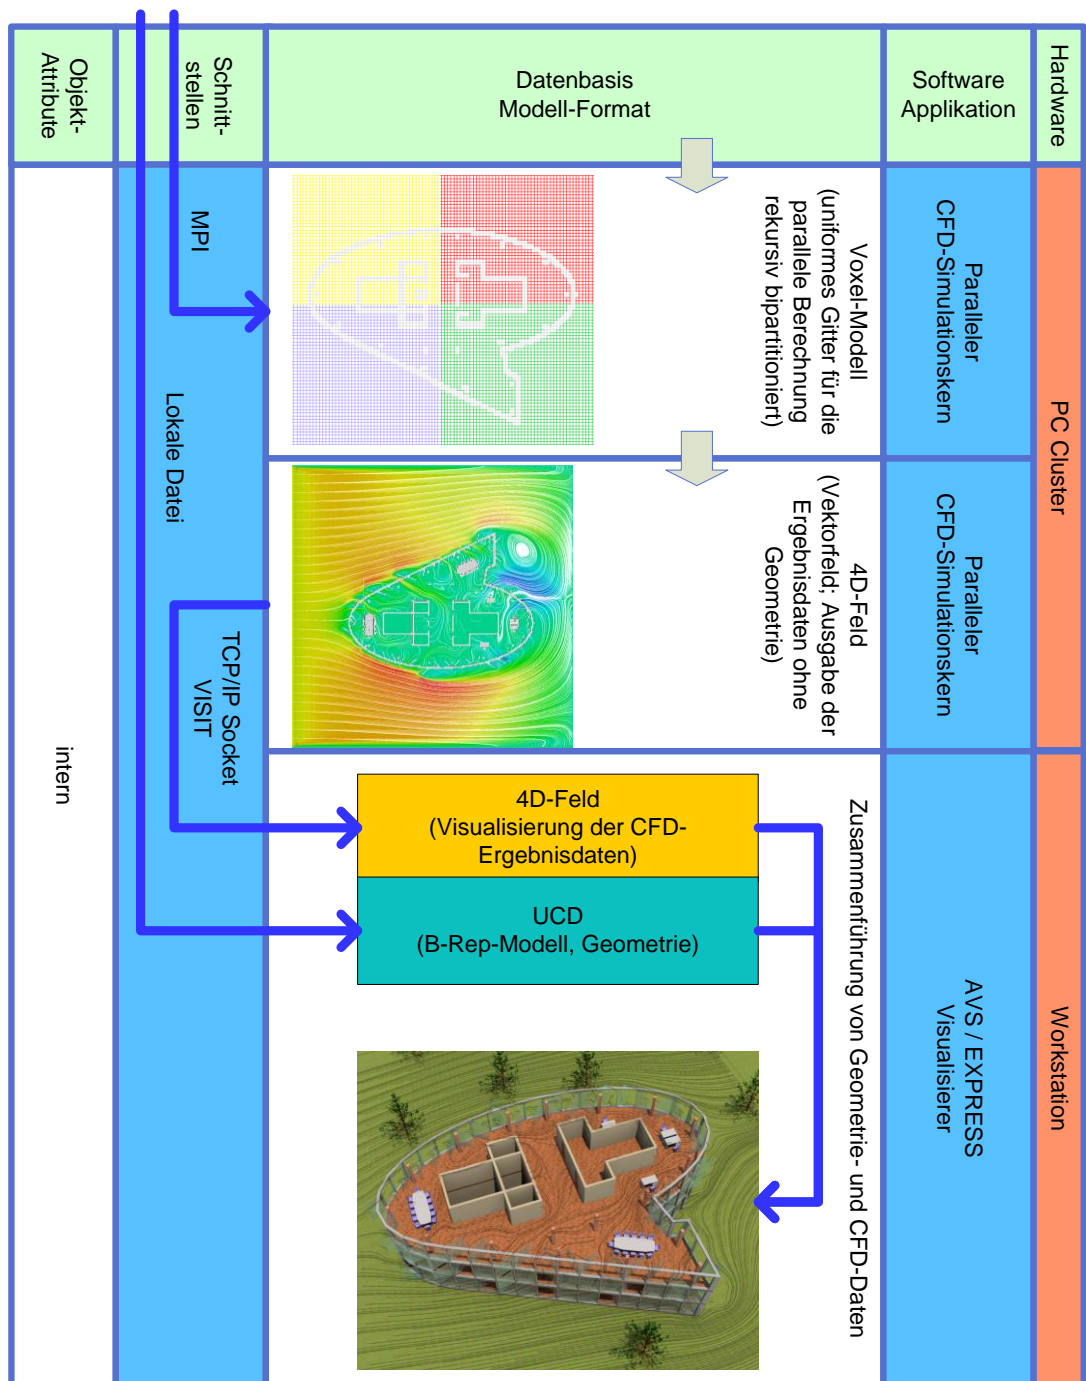 Objekt-
Attribute
Schnitt-
stellen
Datenbasis
Modell-Format
Software
Applikation
Hardware
MPI
Voxel-Modell
(uniformes Gitter für die
parallele Berechnung
rekursiv bipartitioniert)
Paralleler
CFD-Simulationskern
PC Cluster
Lokale Datei
4D-Feld
(Vektorfeld; Ausgabe der
Ergebnisdaten ohne
Geometrie)
Paralleler
CFD-Simulationskern
TCP/IP Socket
VISIT
intern
4D-Feld
(Visualisierung der CFD-
Ergebnisdaten)
UCD
(B-Rep-Modell, Geometrie)
Zusammenführung von Geometrie- und CFD-Daten
AVS / EXPRESS
Visualisierer
Workstation